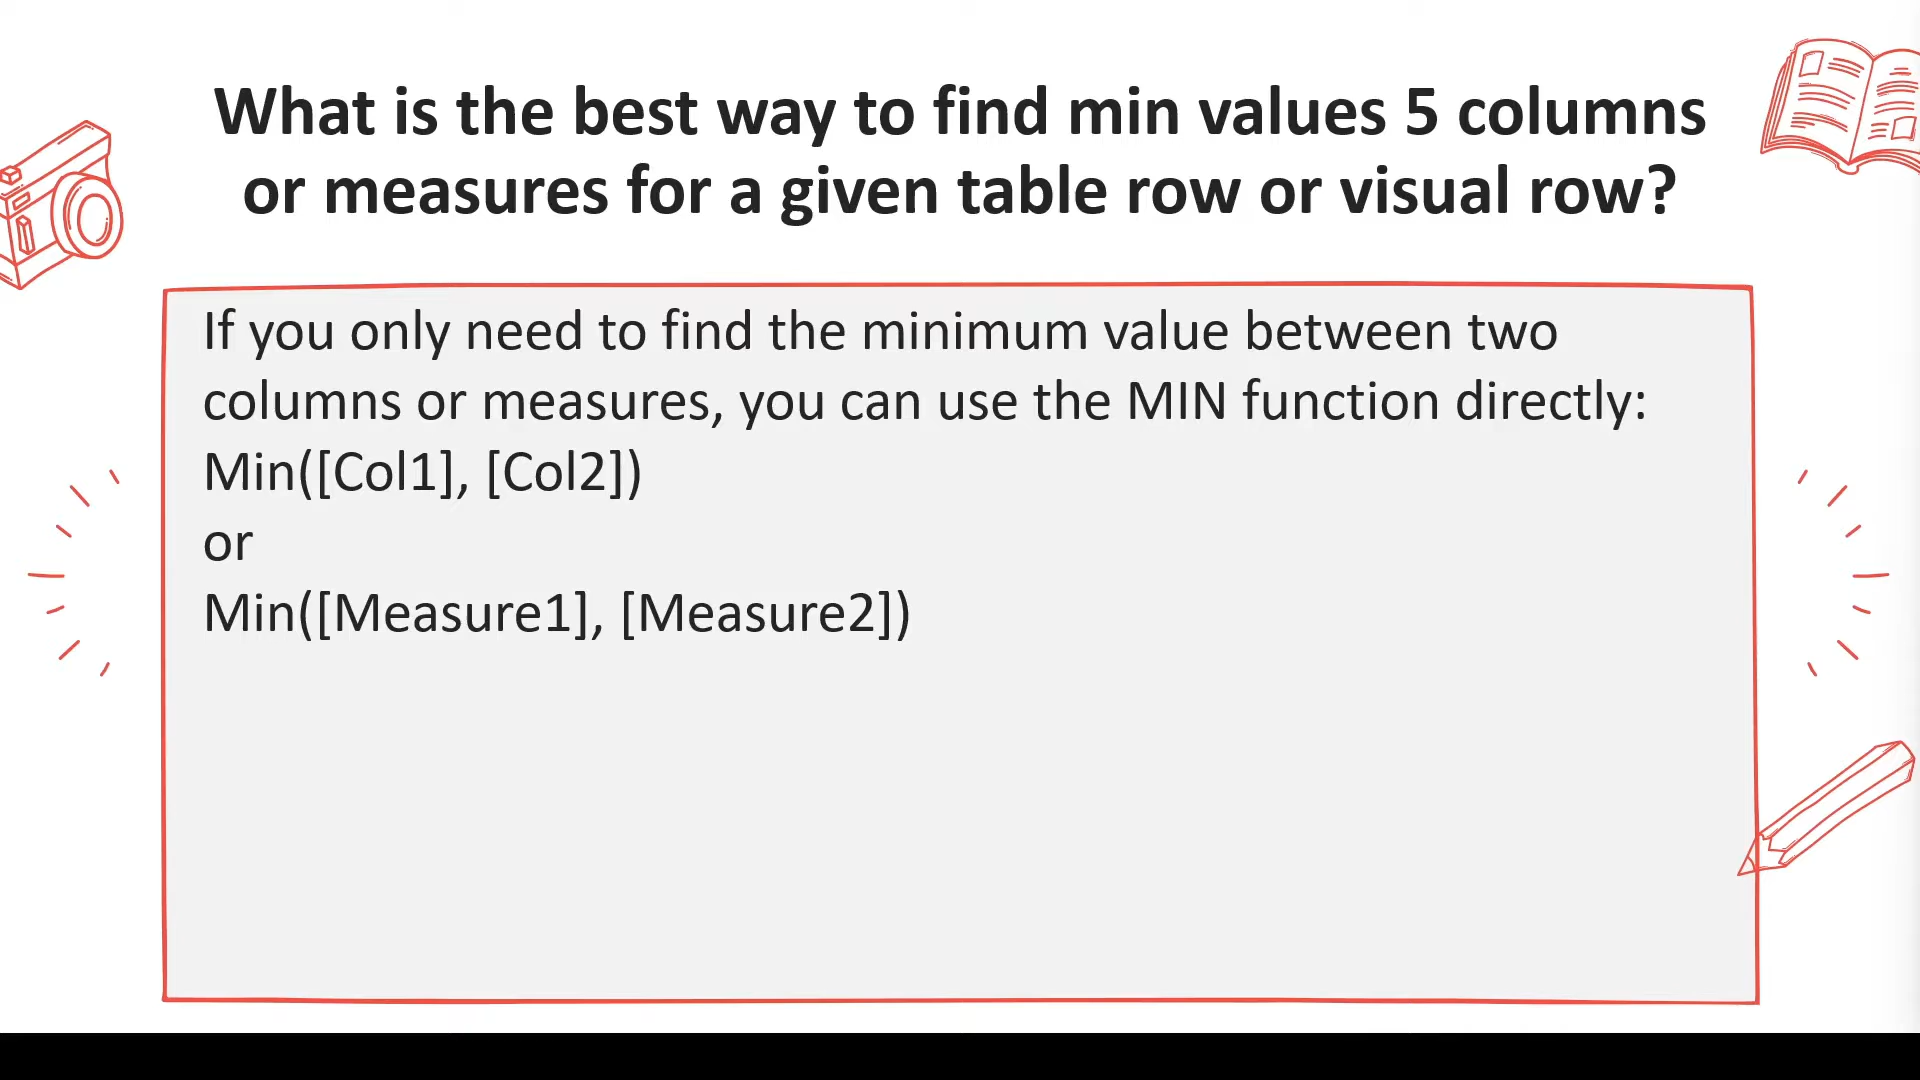 What is the best way to find min values 5 columns
or measures for a given table row or visual row?
If you only need to find the minimum value between two
columns or measures, you can use the MIN function directly:
Min([Col1], [Col2])
or
Min([Measure1], [Measure2])